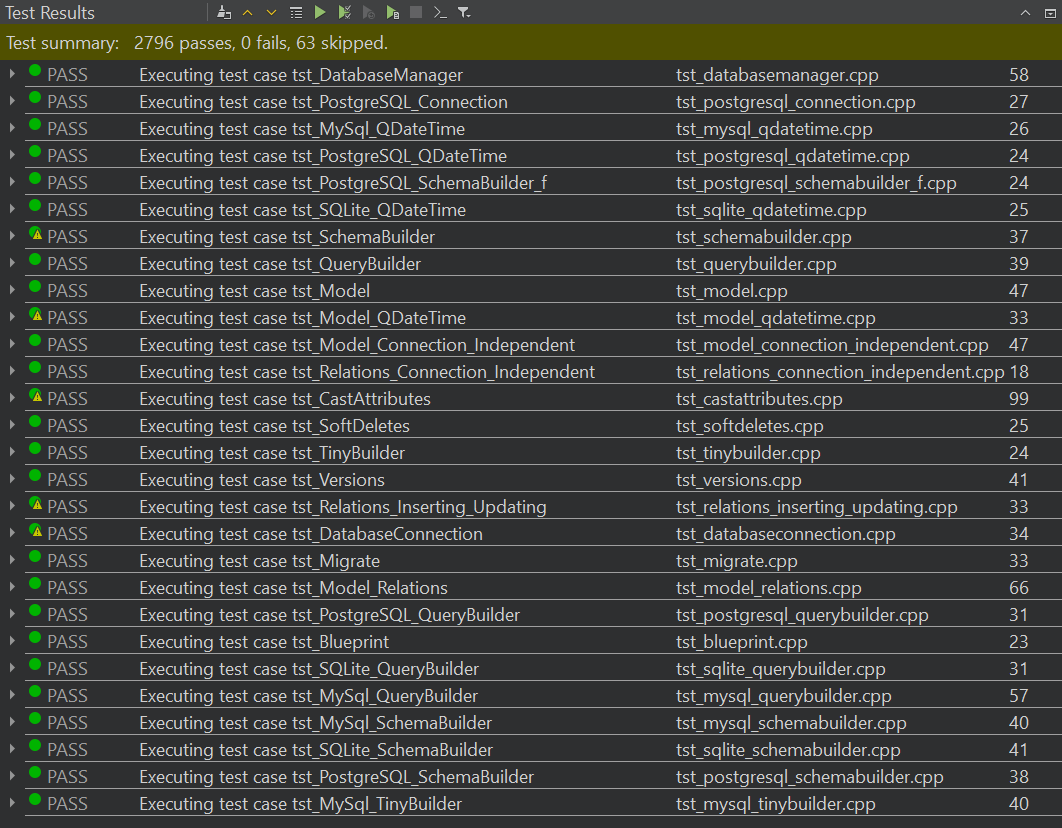 Test Results
Test summary: 2796 passes, 0 fails, 63 skipped.
PASS Executing test case tst_DatabaseManager tst_databasemanager.cpp 58
PASS Executing test case tst_PostgreSQL_Connection tst_postgresql_connection.cpp 27
PASS Executing test case tst_MySql_QDateTime tst_mysql_qdatetime.cpp 26
PASS Executing test case tst_PostgreSQL_QDateTime tst_postgresql_qdatetime.cpp 24
PASS Executing test case tst_PostgreSQL_SchemaBuilder_f tst_postgresql_schemabuilder_f.cpp 24
PASS Executing test case tst_SQLite_QDateTime tst_sqlite_qdatetime.cpp 25
PASS Executing test case tst_SchemaBuilder tst_schemabuilder.cpp 37
PASS Executing test case tst_QueryBuilder tst_querybuilder.cpp 39
PASS Executing test case tst_Model tst_model.cpp 47
PASS Executing test case tst_Model_QDateTime tst_model_qdatetime.cpp 33
PASS Executing test case tst_Model_Connection_Independent tst_model_connection_independent.cpp 47
PASS Executing test case tst_Relations_Connection_Independent tst_relations_connection_independent.cpp 18
PASS Executing test case tst_CastAttributes tst_castattributes.cpp 99
PASS Executing test case tst_SoftDeletes tst_softdeletes.cpp 25
PASS Executing test case tst_TinyBuilder tst_tinybuilder.cpp 24
PASS Executing test case tst_Versions tst_versions.cpp 41
PASS Executing test case tst_Relations_Inserting_Updating tst_relations_inserting_updating.cpp 33
PASS Executing test case tst_DatabaseConnection tst_databaseconnection.cpp 34
PASS Executing test case tst_Migrate tst_migrate.cpp 33
PASS Executing test case tst_Model_Relations tst_model_relations.cpp 66
PASS Executing test case tst_PostgreSQL_QueryBuilder tst_postgresql_querybuilder.cpp 31
PASS Executing test case tst_Blueprint tst_blueprint.cpp 23
PASS Executing test case tst_SQLite_QueryBuilder tst_sqlite_querybuilder.cpp 31
PASS Executing test case tst_MySql_QueryBuilder tst_mysql_querybuilder.cpp 57
PASS Executing test case tst_MySql_SchemaBuilder tst_mysql_schemabuilder.cpp 40
PASS Executing test case tst_SQLite_SchemaBuilder tst_sqlite_schemabuilder.cpp 41
PASS Executing test case tst_PostgreSQL_SchemaBuilder tst_postgresql_schemabuilder.cpp 38
PASS Executing test case tst_MySql_TinyBuilder tst_mysql_tinybuilder.cpp 40